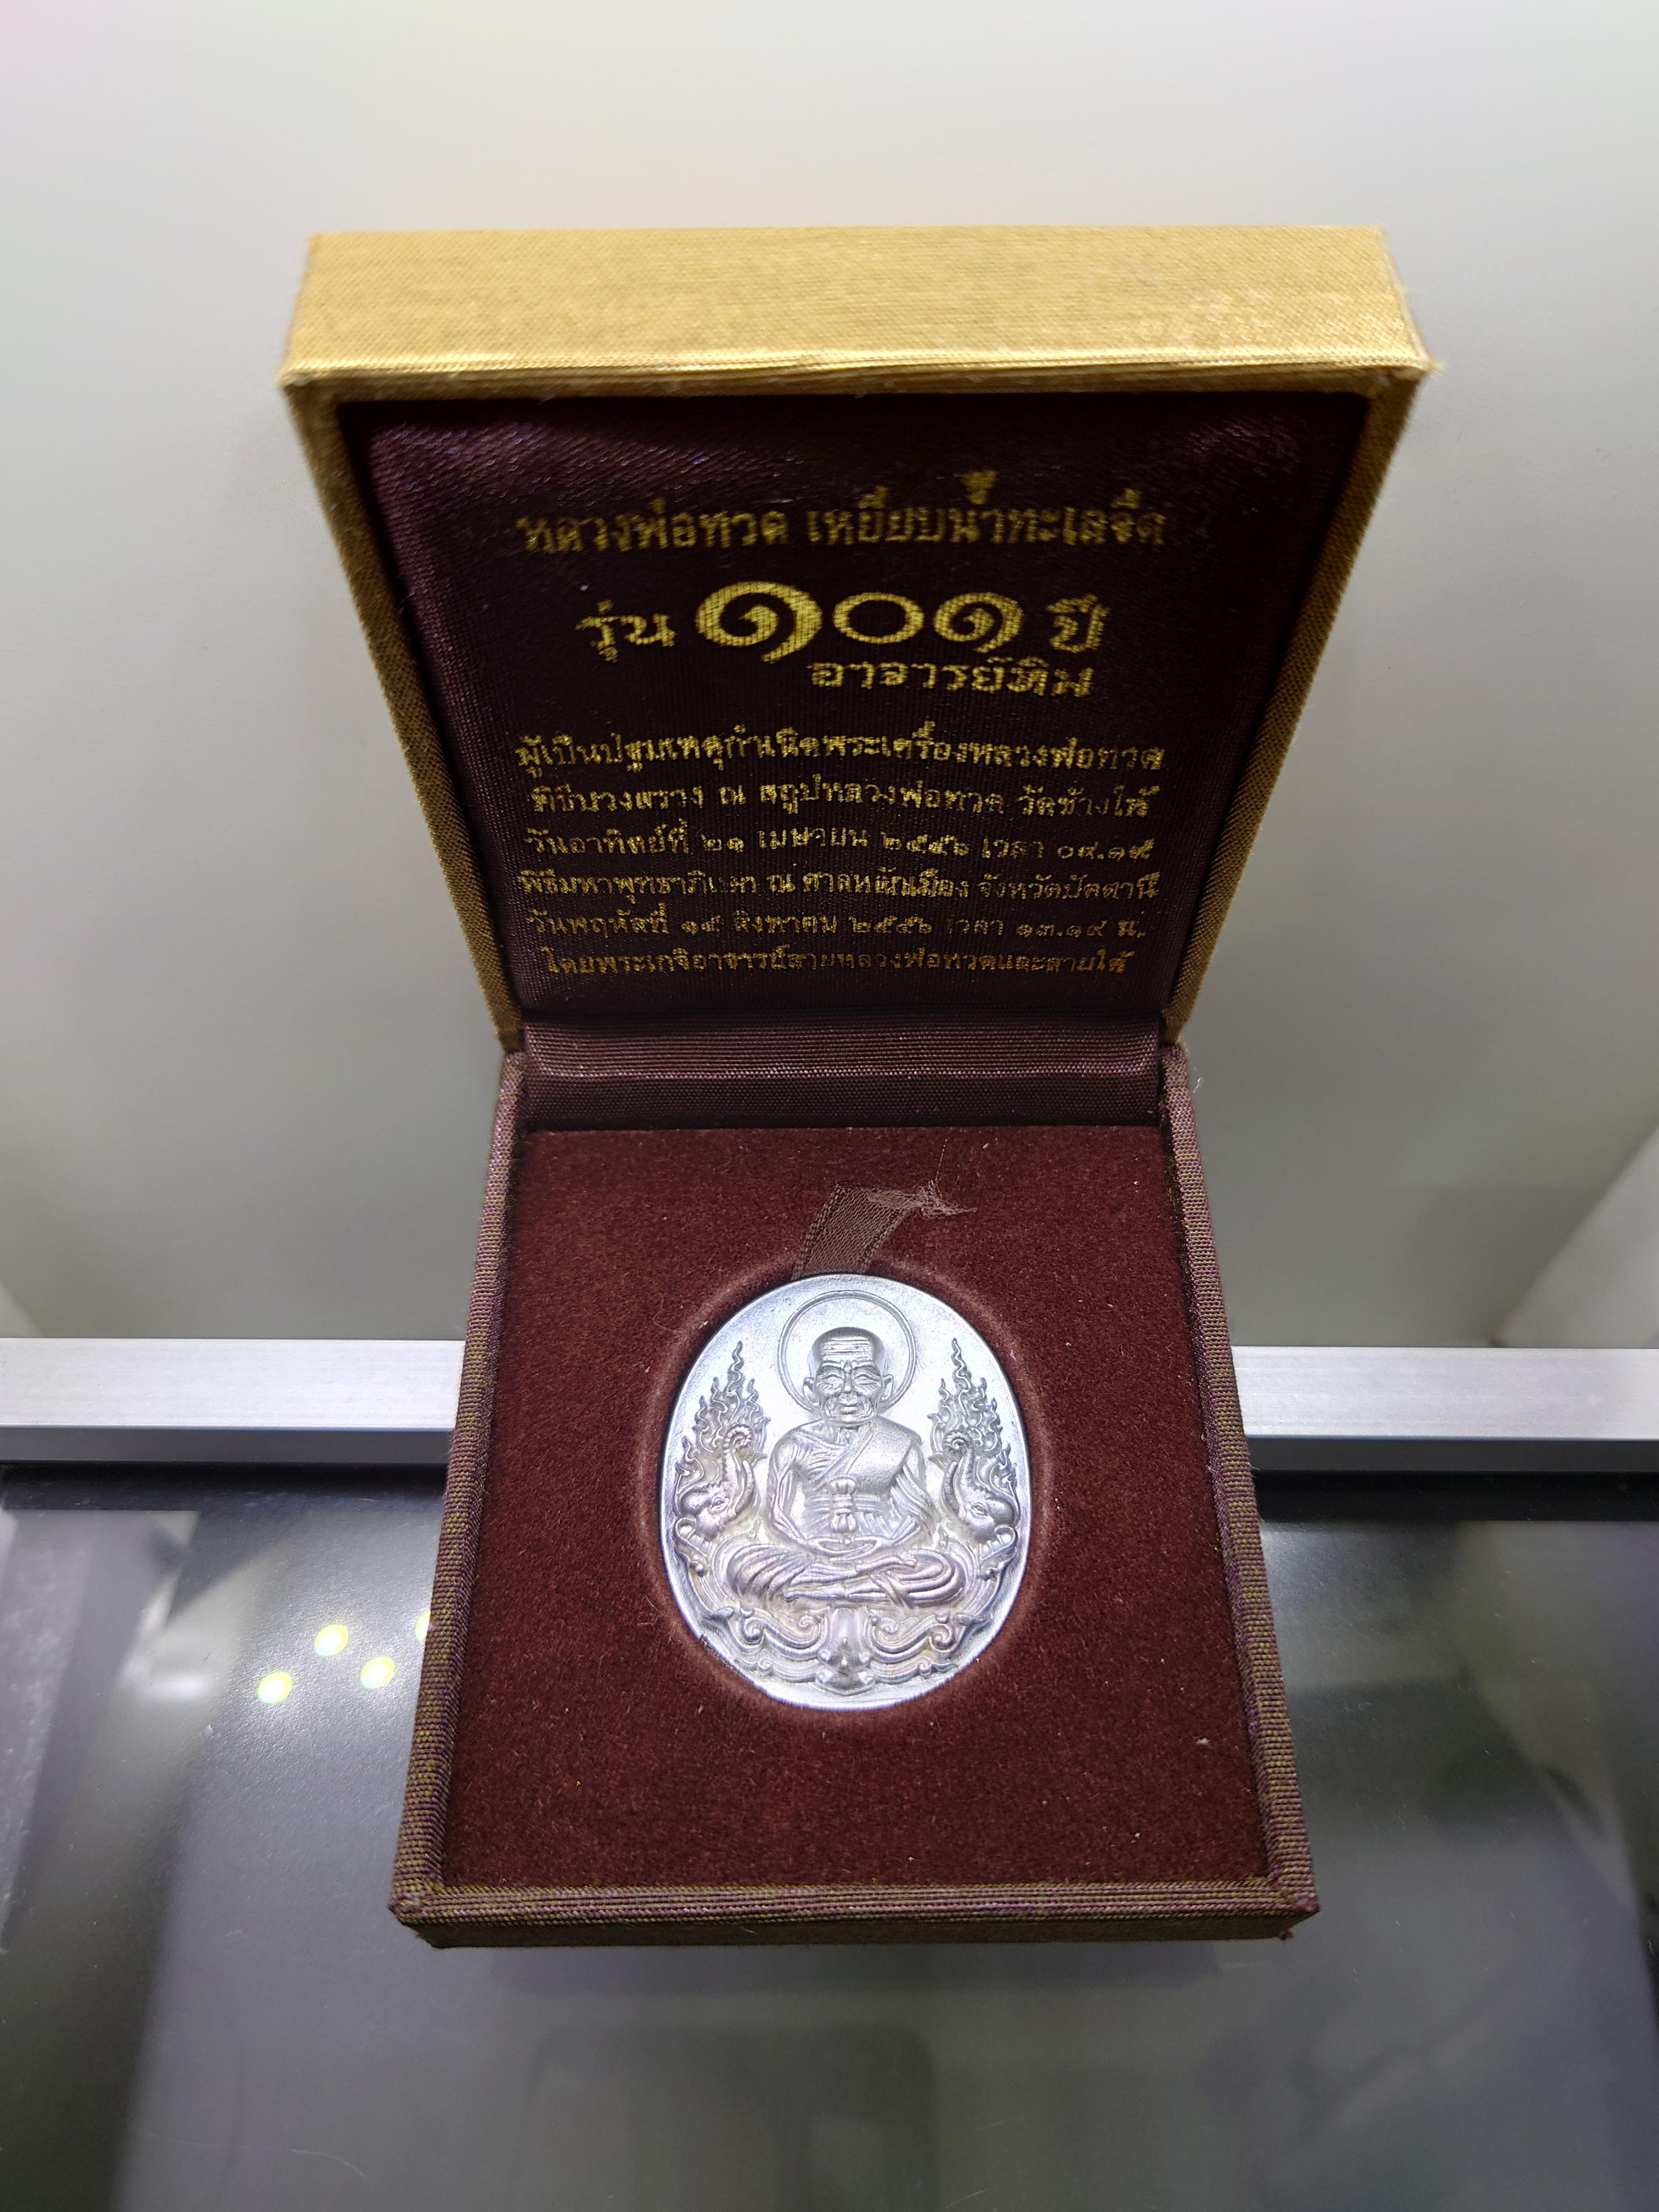 หลวงพ่อทวด เหยียบน้ำทะเลจืด
รุ่น ๑๐๑ ปี
อาจารย์ทิม
ผู้เป็นปฐมเหตุกำเนิดพระเครื่องหลวงพ่อทวด
พิธีบวงสรวง ณ สถูปหลวงพ่อทวด วัดช้างให้
วันอาทิตย์ที่ ๒๑ เมษายน ๒๕๕๖ เวลา ๐๙.๑๙
พิธีมหาพุทธาภิเษก ณ ศาลหลักเมือง จังหวัดปัตตานี
วันพฤหัสที่ ๑๕ สิงหาคม ๒๕๕๖ เวลา ๑๓.๑๙ น.
โดยพระเกจิอาจารย์สายหลวงพ่อทวดและสายใต้